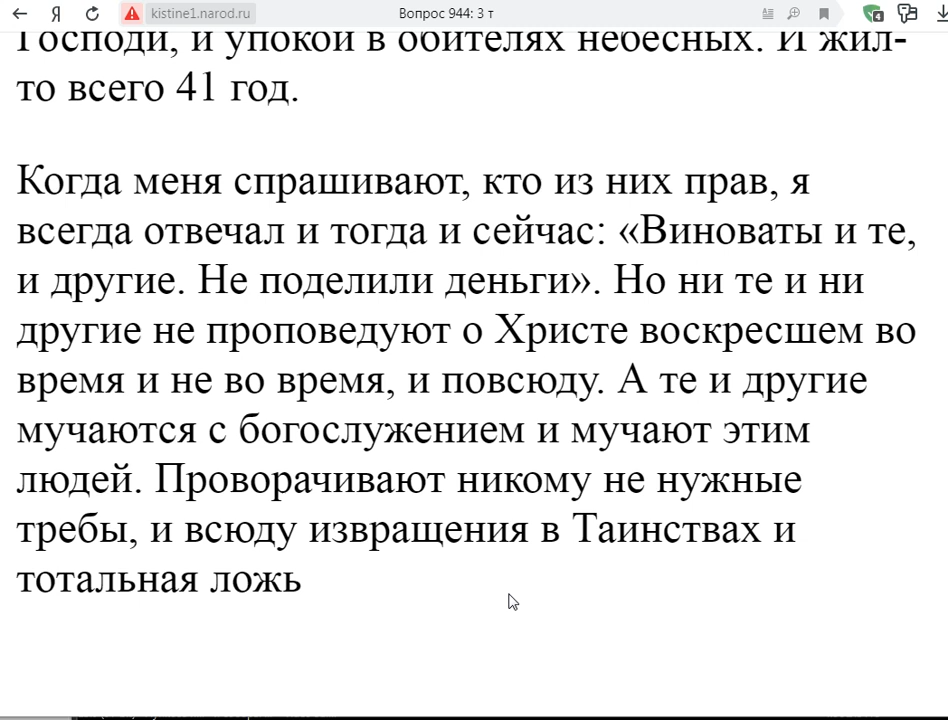 kistine1.narod.ru
Вопрос 944: 3 т
4
Господи, и упокой в обителях небесных. И жил-
то всего 41 год.
Когда меня спрашивают, кто из них прав, я
всегда отвечал и тогда и сейчас: «Виноваты и те,
и другие. Не поделили деньги». Но ни те и ни
другие не проповедуют о Христе воскресшем во
время и не во время, и повсюду. А те и другие
мучаются с богослужением и мучают этим
людей. Проворачивают никому не нужные
требы, и всюду извращения в Таинствах и
тотальная ложь